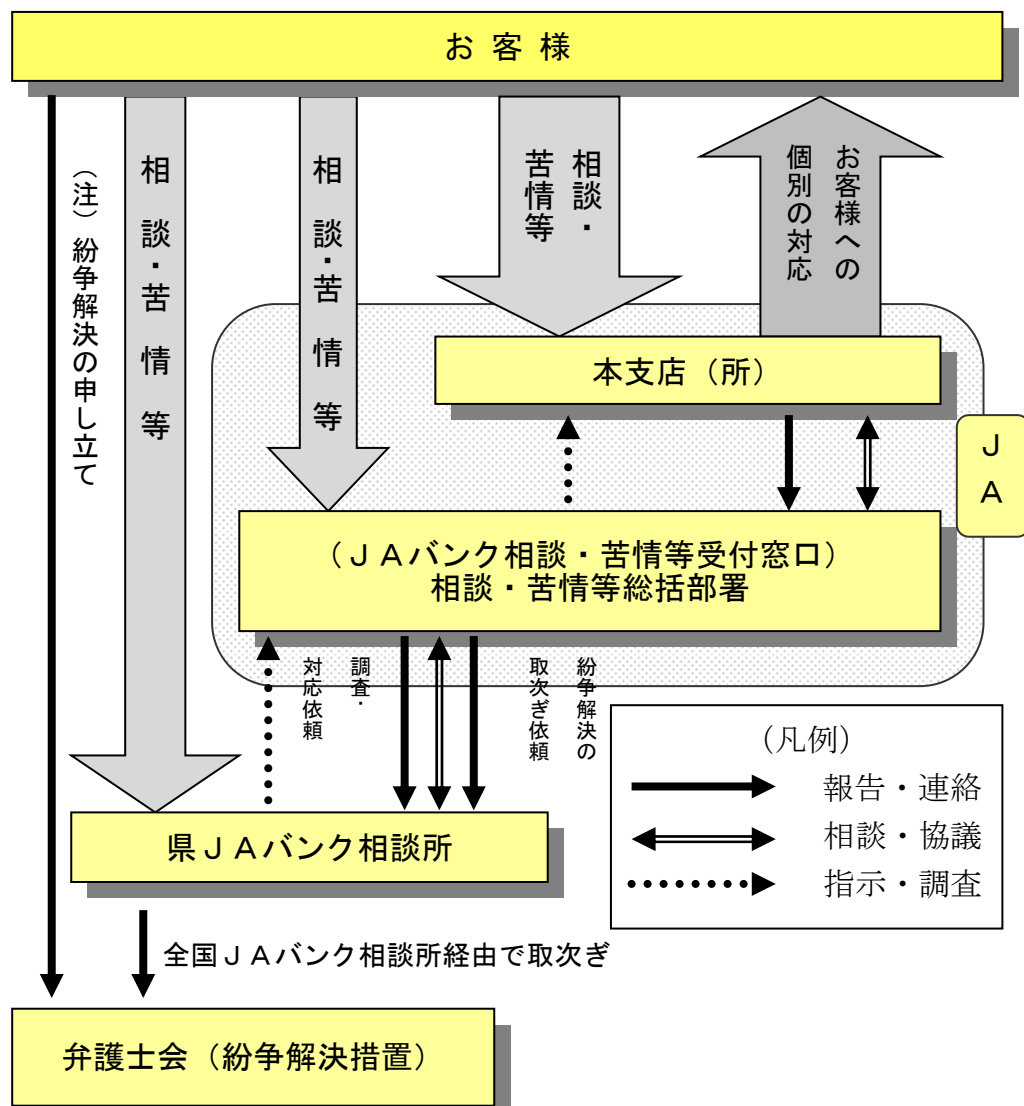 お客様
（注）紛争解決の申し立て
相談・苦情等
相談・苦情等
相談・
苦情等
お客様への
個別の対応
本支店（所）
ＪＡ
（ＪＡバンク相談・苦情等受付窓口）
相談・苦情等総括部署
調査・
対応依頼
紛争解決の
取次ぎ依頼
（凡例）
報告・連絡
相談・協議
指示・調査
県ＪＡバンク相談所
全国ＪＡバンク相談所経由で取次ぎ
弁護士会（紛争解決措置）